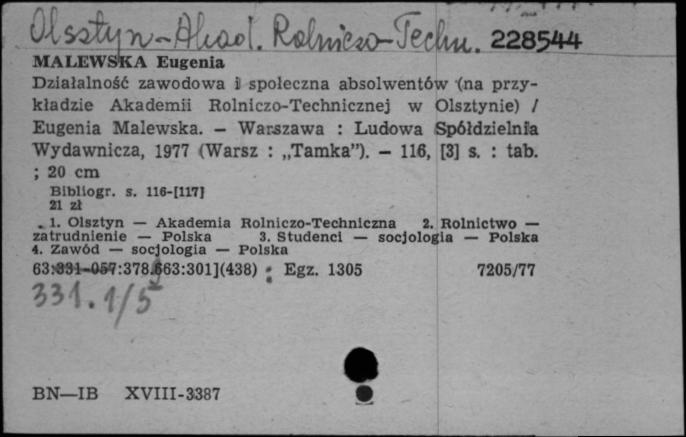 Olsztyn-Akad. Rolniczo-Techn. 228544
MALEWSKA Eugenia
Działalność zawodowa i społeczna absolwentów (na przy-
kładzie Akademii Rolniczo-Technicznej w Olsztynie) /
Eugenia Malewska. — Warszawa : Ludowa Spółdzielnia
Wydawnicza, 1977 (Warsz : „Tamka”). — 116, [3] s. : tab.
; 20 cm
Bibliogr. s. 116-[117]
21 zł
1. Olsztyn — Akademia Rolniczo-Techniczna 2. Rolnictwo —
zatrudnienie — Polska 3. Studenci — socjologia — Polska
4. Zawód — socjologia — Polska
63:331-057:378.663:301](438) ; Egz. 1305 7205/77
331.1/5
BN—IB XVIII-3387